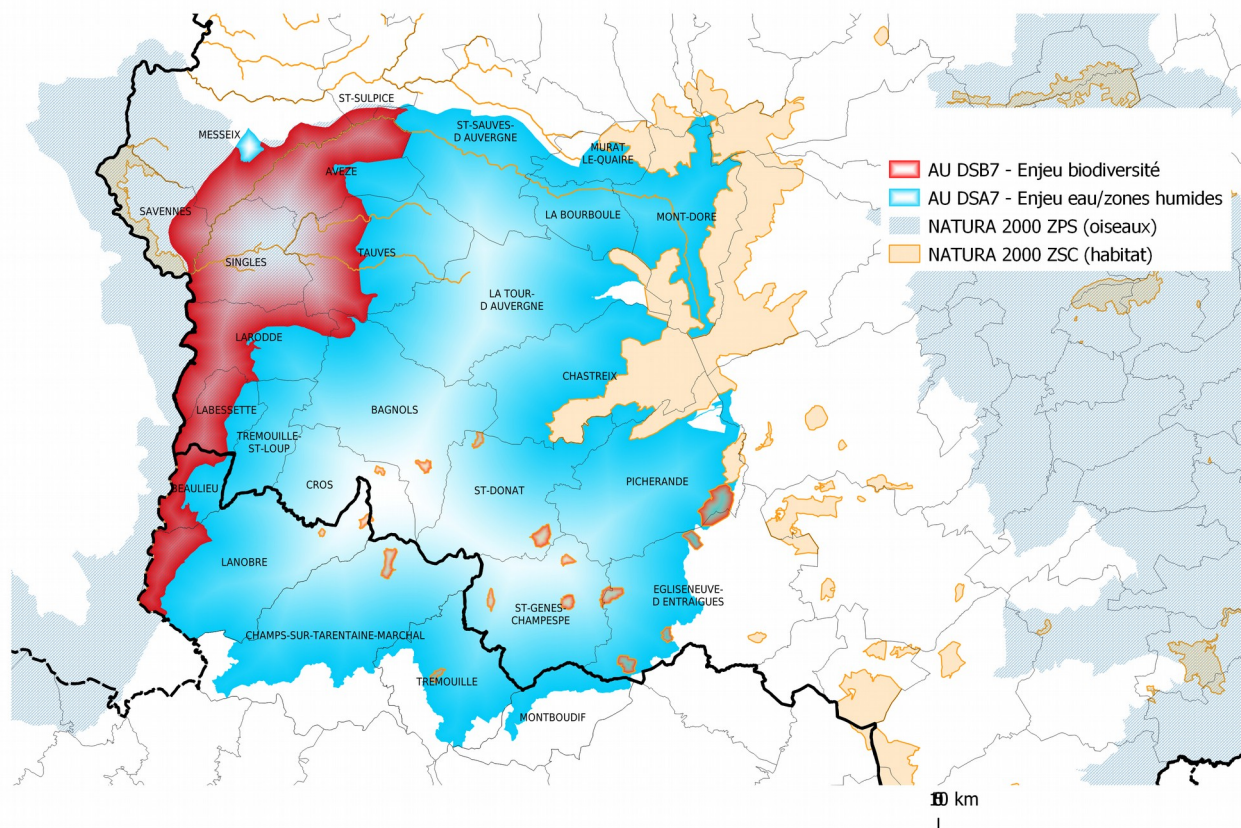 ST-SULPICE
MESSEIX
ST-SAUVES-
D AUVERGNE
MURAT
LE-QUAIRE
AVEZE
SAVENNES
LA BOURBOULE
MONT-DORE
TAUVES
SINGLES
LA TOUR-
D AUVERGNE
LARODDE
CHASTREIX
LABESSETTE
BAGNOLS
TREMOUILLE-
ST-LOUP
CROS
ST-DONAT
PICHERANDE
BEAULIEU
LANOBRE
EGLISENEUVE-
D ENTRAIGUES
ST-GENES-
CHAMPESPE
CHAMPS-SUR-TARENTAINE-MARCHAL
TREMOUILLE
MONTBOUDIF
AU DSB7 - Enjeu biodiversité
AU DSA7 - Enjeu eau/zones humides
NATURA 2000 ZPS (oiseaux)
NATURA 2000 ZSC (habitat)
km